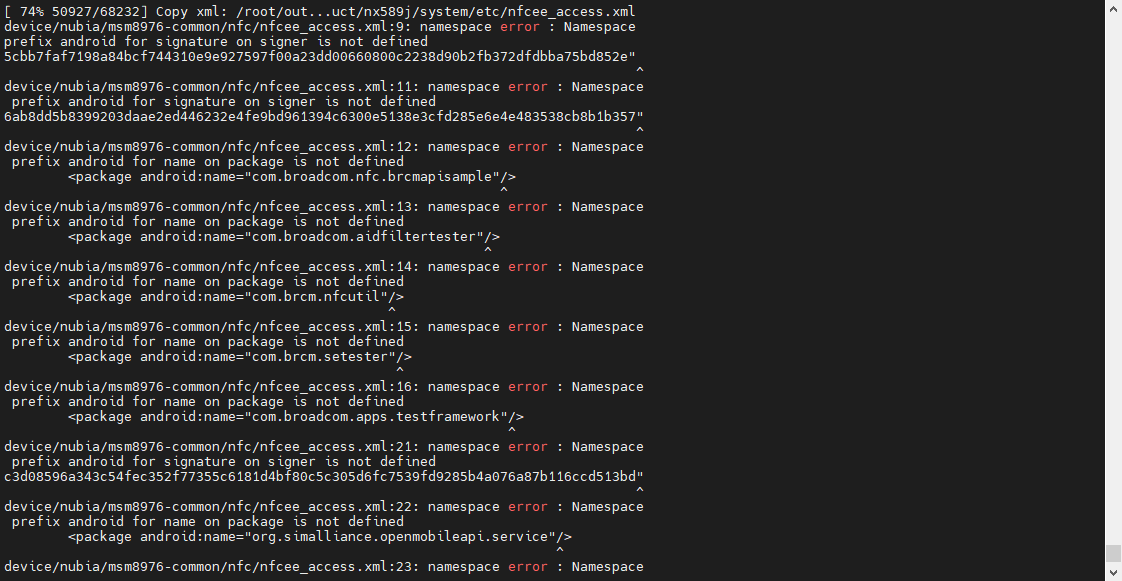 [ 74% 50927/68232] Copy xml: /root/out...uct/nx589j/system/etc/nfcee_access.xml
device/nubia/msm8976-common/nfc/nfcee_access.xml:9: namespace error : Namespace
prefix android for signature on signer is not defined
5cbb7faf7198a84bcf744310e9e927597f00a23dd00660800c2238d90b2fb372dfdbba75bd852e"
^
device/nubia/msm8976-common/nfc/nfcee_access.xml:11: namespace error : Namespace
prefix android for signature on signer is not defined
6ab8dd5b8399203daae2ed446232e4fe9bd961394c6300e5138e3cfd285e6e4e483538cb8b1b357"
^
device/nubia/msm8976-common/nfc/nfcee_access.xml:12: namespace error : Namespace
prefix android for name on package is not defined
<package android:name="com.broadcom.nfc.brcmapisample"/>
^
device/nubia/msm8976-common/nfc/nfcee_access.xml:13: namespace error : Namespace
prefix android for name on package is not defined
<package android:name="com.broadcom.aidfiltertester"/>
^
device/nubia/msm8976-common/nfc/nfcee_access.xml:14: namespace error : Namespace
prefix android for name on package is not defined
<package android:name="com.brcm.nfcutil"/>
^
device/nubia/msm8976-common/nfc/nfcee_access.xml:15: namespace error : Namespace
prefix android for name on package is not defined
<package android:name="com.brcm.setester"/>
^
device/nubia/msm8976-common/nfc/nfcee_access.xml:16: namespace error : Namespace
prefix android for name on package is not defined
<package android:name="com.broadcom.apps.testframework"/>
^
device/nubia/msm8976-common/nfc/nfcee_access.xml:21: namespace error : Namespace
prefix android for signature on signer is not defined
c3d08596a343c54fec352f77355c6181d4bf80c5c305d6fc7539fd9285b4a076a87b116ccd513bd"
^
device/nubia/msm8976-common/nfc/nfcee_access.xml:22: namespace error : Namespace
prefix android for name on package is not defined
<package android:name="org.simalliance.openmobileapi.service"/>
^
device/nubia/msm8976-common/nfc/nfcee_access.xml:23: namespace error : Namespace